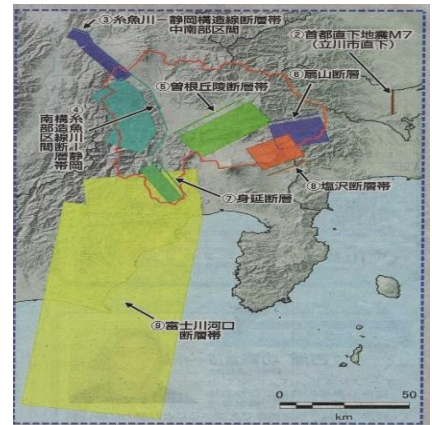 ③糸魚川－静岡構造線断層帯
中南部区間
②首都直下地震M7
(立川市直下)
⑥扇山断層
⑤曽根丘陵断層帯
④糸魚川－静岡
構造線断層帯
南部区間
⑧塩沢断層帯
⑦身延断層
⑨富士川河口
断層帯
0 50
km